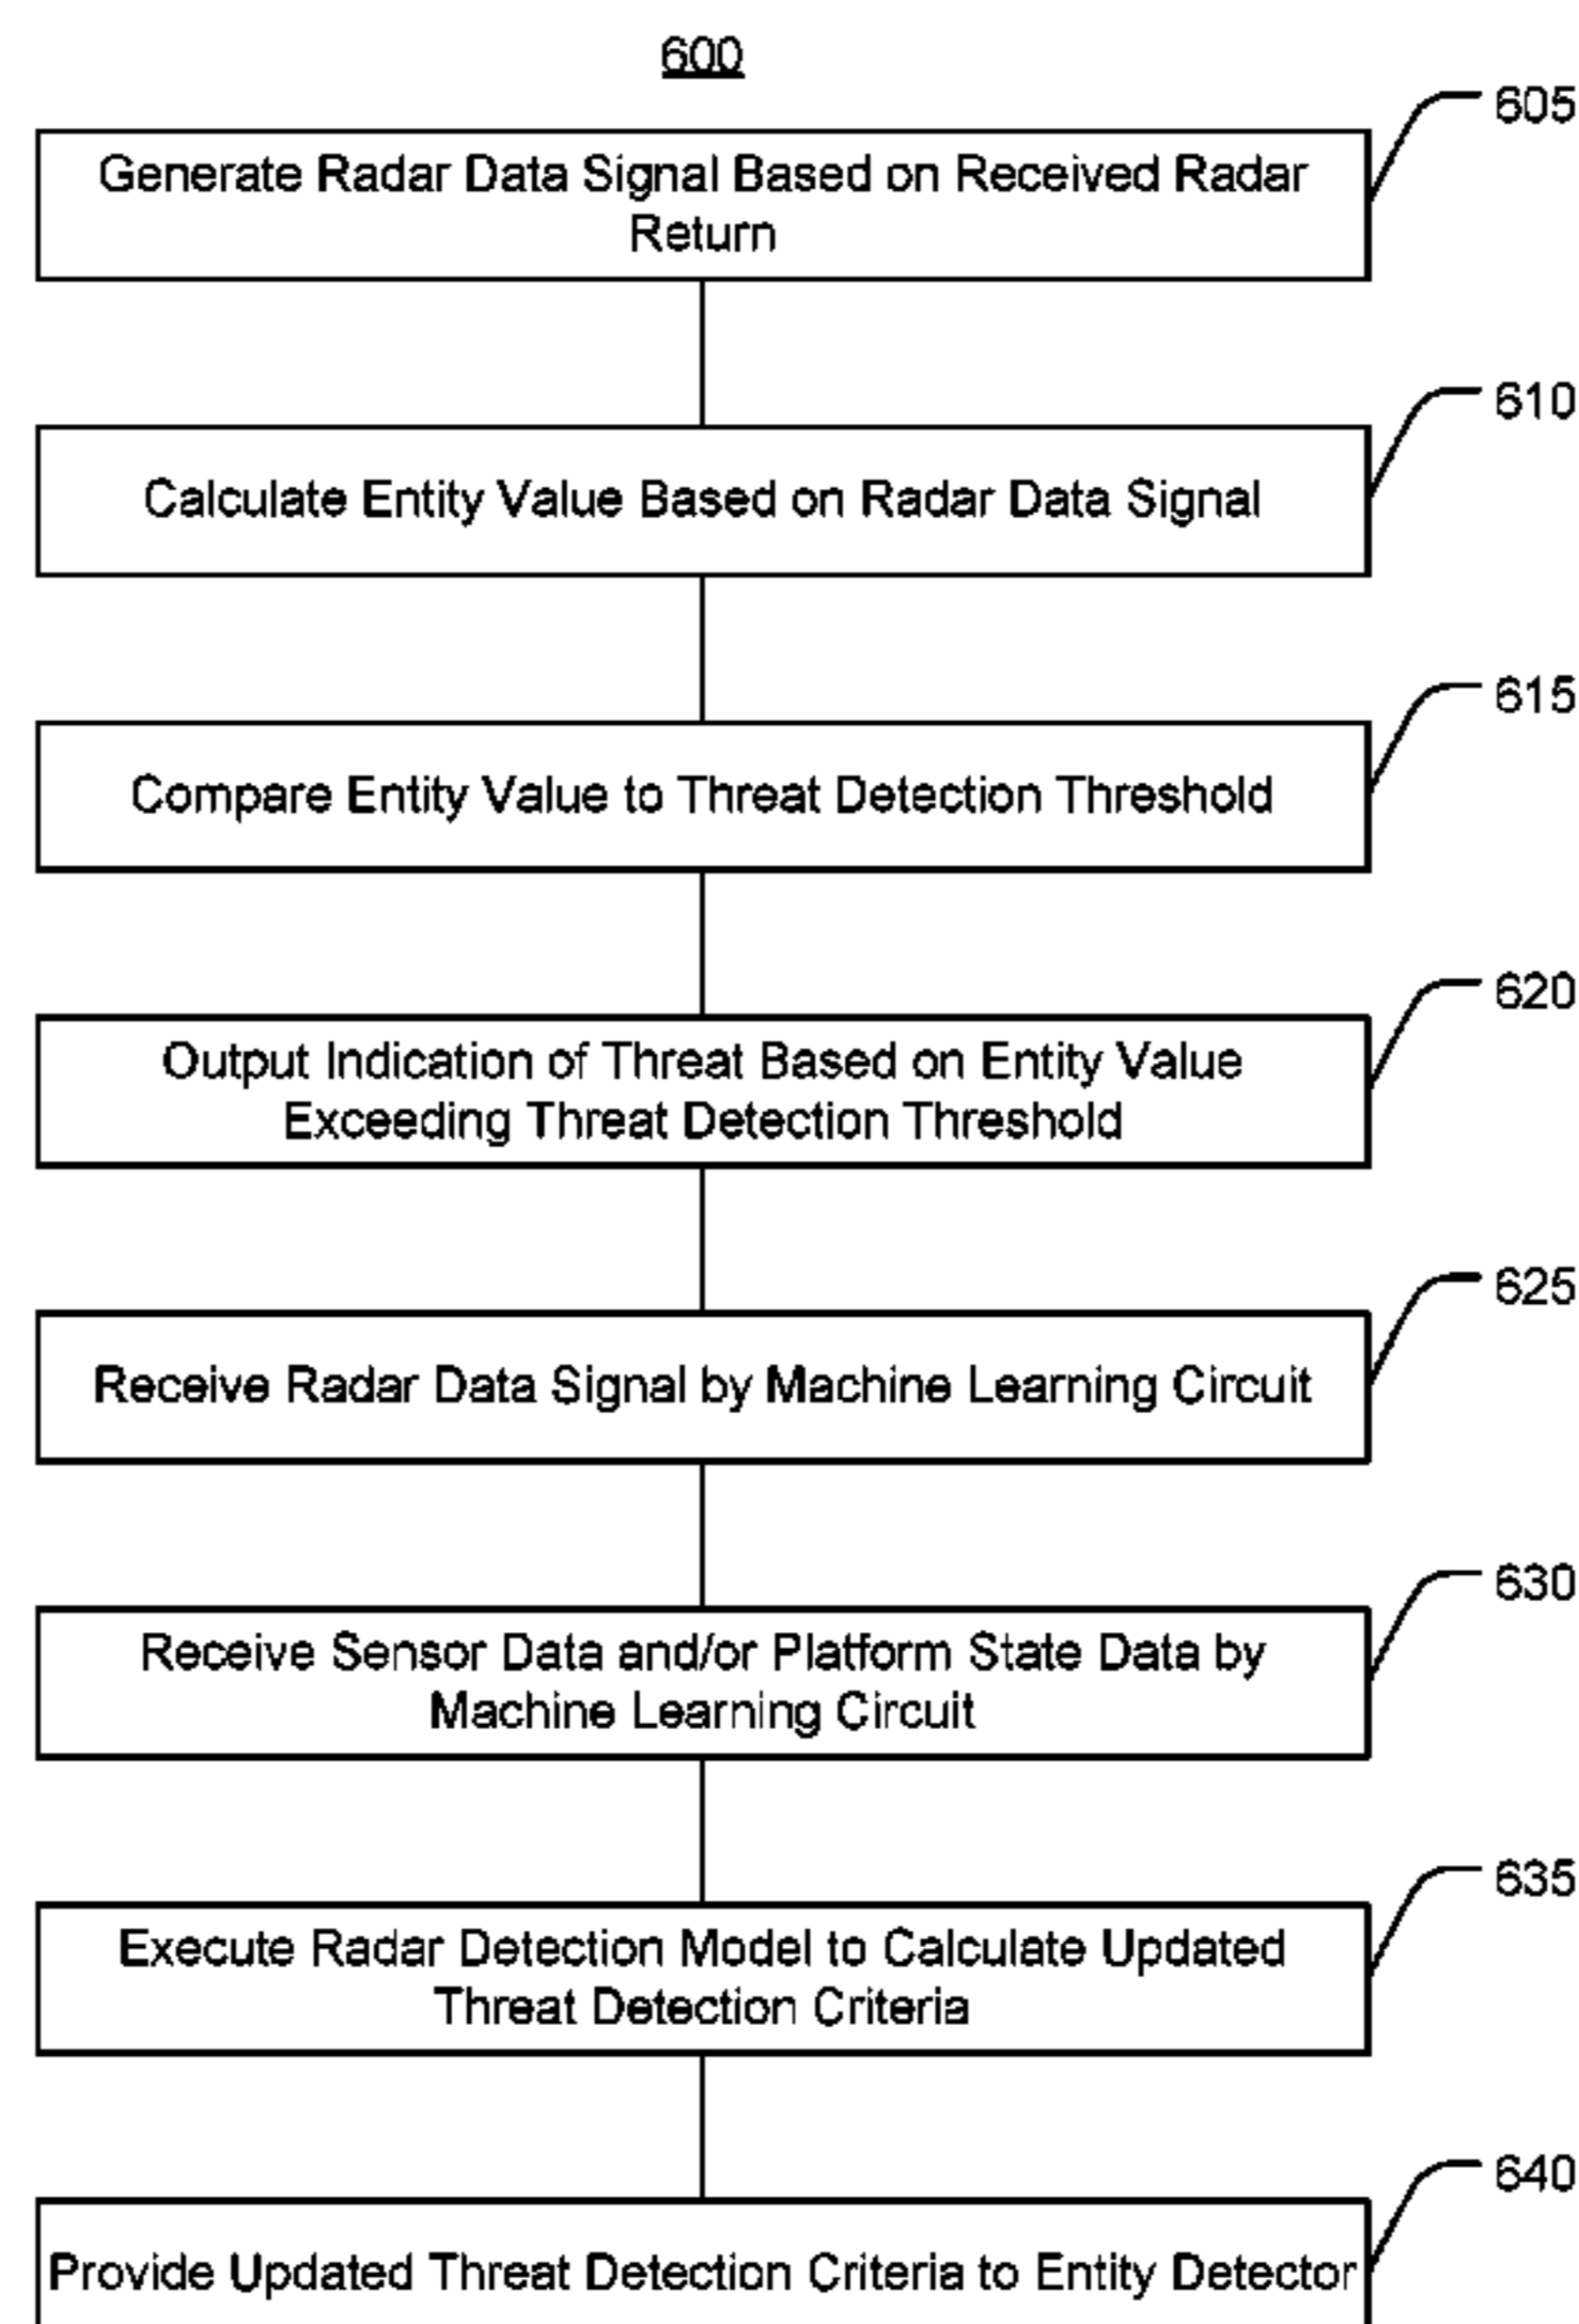 600
605
Generate Radar Data Signal Based on Received Radar
Return
610
Calculate Entity Value Based on Radar Data Signal
615
Compare Entity Value to Threat Detection Threshold
620
Output Indication of Threat Based on Entity Value
Exceeding Threat Detection Threshold
625
Receive Radar Data Signal by Machine Learning Circuit
630
Receive Sensor Data and/or Platform State Data by
Machine Learning Circuit
635
Execute Radar Detection Model to Calculate Updated
Threat Detection Criteria
640
Provide Updated Threat Detection Criteria to Entity Detector